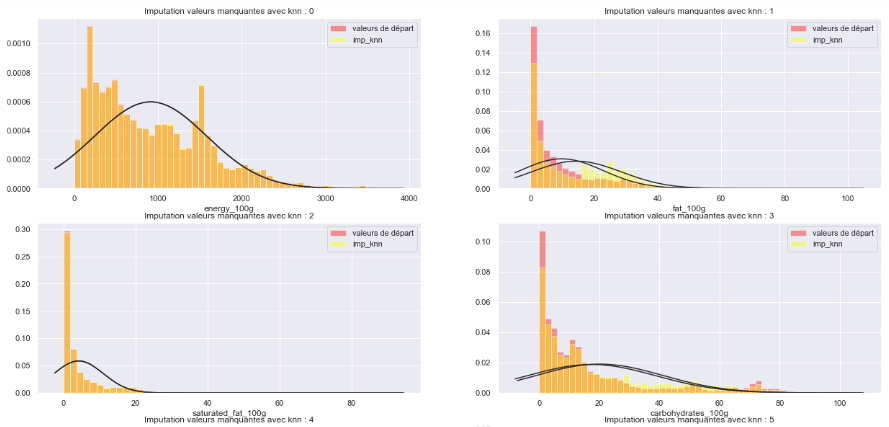 Imputation valeurs manquantes avec knn : 0
valeurs de départ
imp_knn
0.0010
0.0008
0.0006
0.0004
0.0002
0.0000
0 1000 2000 3000 4000
energy_100g
Imputation valeurs manquantes avec knn : 1
valeurs de départ
imp_knn
0.16
0.14
0.12
0.10
0.08
0.06
0.04
0.02
0.00
0 20 40 60 80 100
fat_100g
Imputation valeurs manquantes avec knn : 2
valeurs de départ
imp_knn
0.30
0.25
0.20
0.15
0.10
0.05
0.00
0 20 40 60 80
saturated_fat_100g
Imputation valeurs manquantes avec knn : 3
valeurs de départ
imp_knn
0.10
0.08
0.06
0.04
0.02
0.00
0 20 40 60 80 100
carbohydrates_100g
Imputation valeurs manquantes avec knn : 4
Imputation valeurs manquantes avec knn : 5